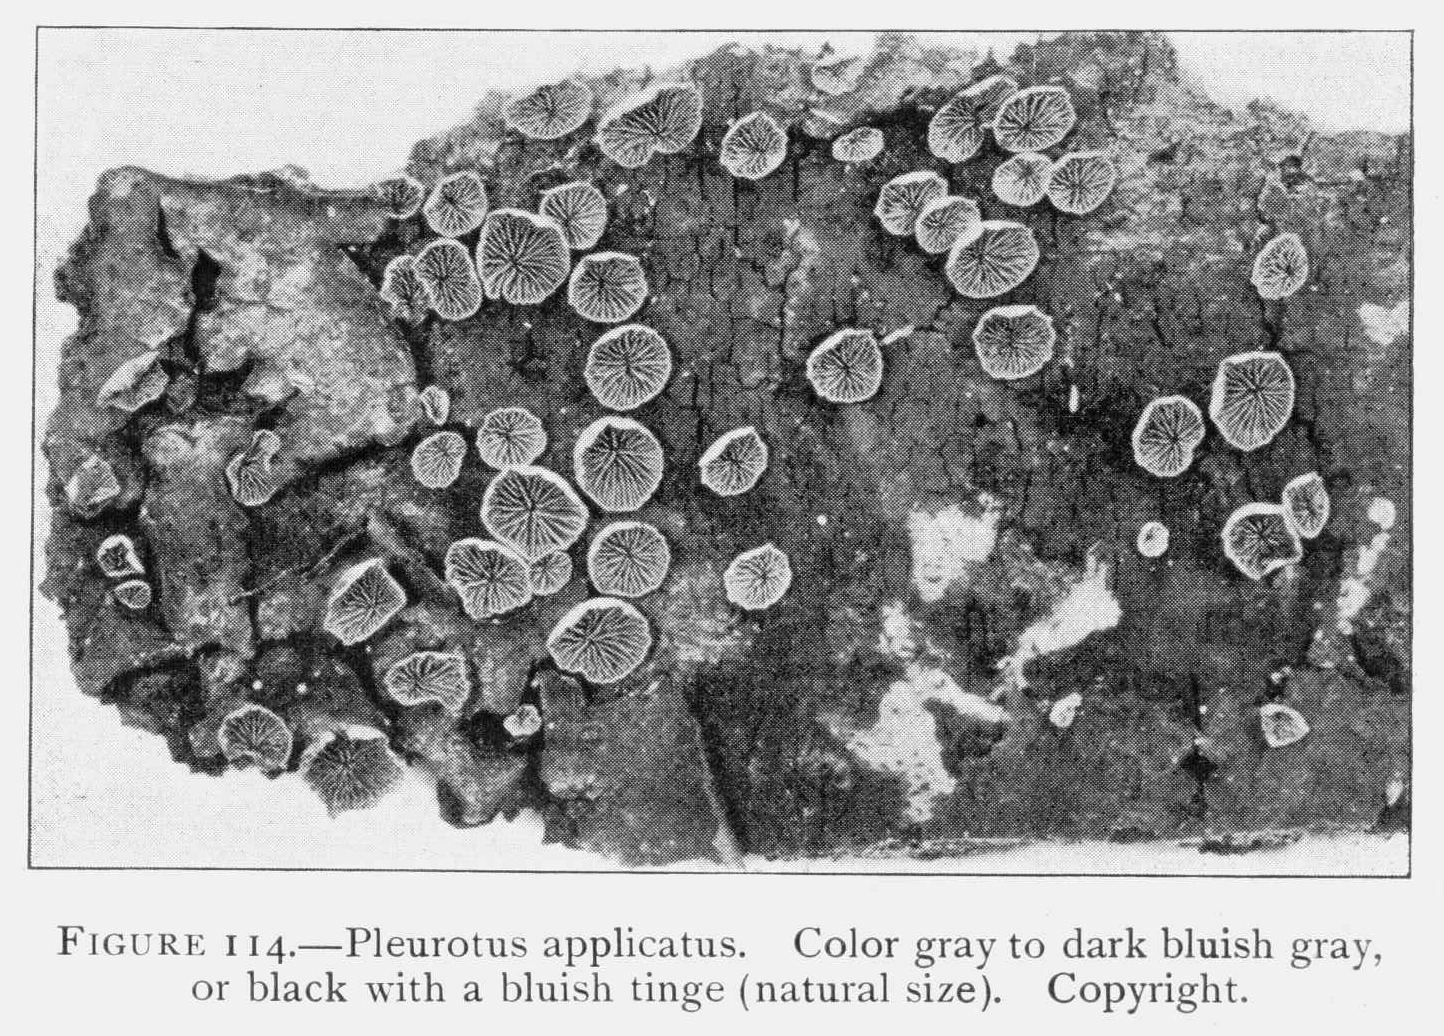 FIGURE 114.—Pleurotus applicatus. Color gray to dark bluish gray,
or black with a bluish tinge (natural size). Copyright.